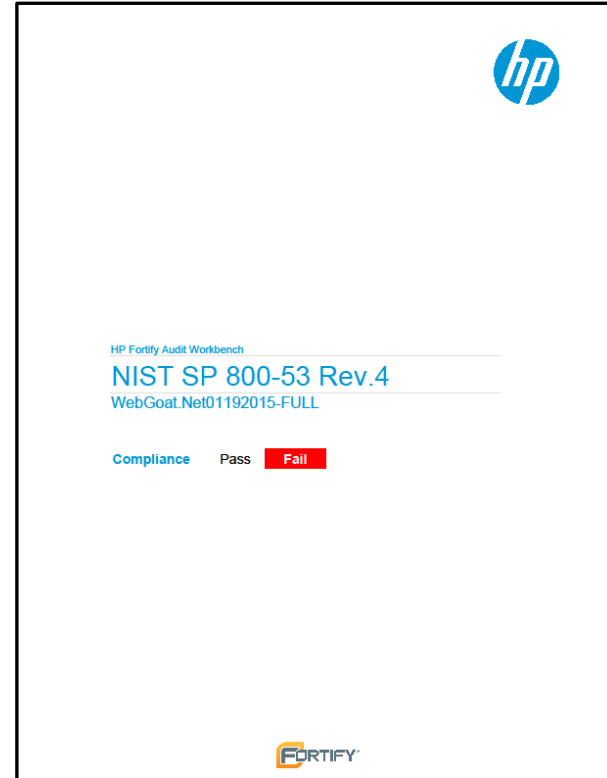 hp
HP Fortify Audit Workbench
NIST SP 800-53 Rev.4
WebGoat.Net01192015-FULL
Compliance Pass Fail
FORTIFY